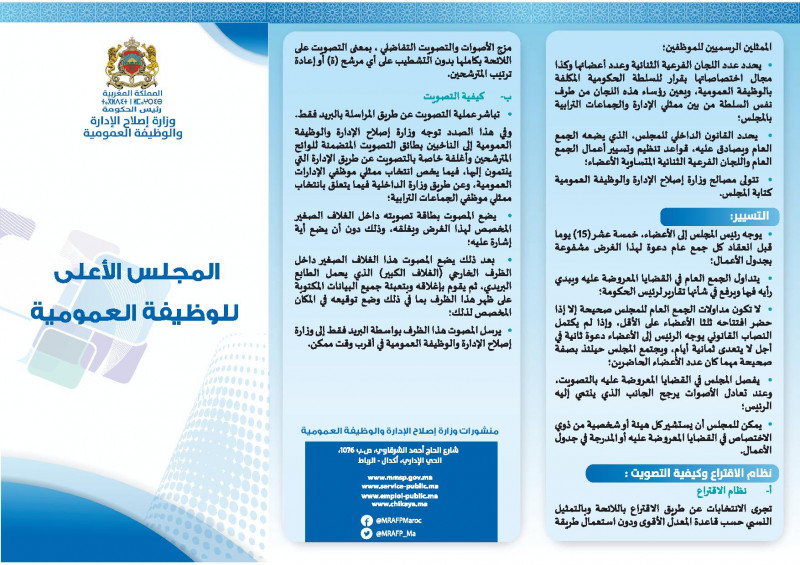 الممثلين الرسميين للموظفين؛
• يحدد عدد اللجان الفرعية الثنائية وعدد أعضائها وكذا
مجال اختصاصاتها بقرار للسلطة الحكومية المكلفة
بالوظيفة العمومية، ويعين رؤساء هذه اللجان من طرف
نفس السلطة من بين ممثلي الإدارة والجماعات الترابية
بالمجلس؛
• يحدد القانون الداخلي للمجلس، الذي يضعه الجمع
العام ويصادق عليه، قواعد تنظيم وتسيير أعمال الجمع
العام واللجان الفرعية الثنائية المتساوية الأعضاء؛
• تتولى مصالح وزارة إصلاح الإدارة والوظيفة العمومية
كتابة المجلس.
التسيير:
• يوجه رئيس المجلس إلى الأعضاء، خمسة عشر (15) يوما
قبل انعقاد كل جمع عام دعوة لهذا الغرض مشفوعة
بجدول الأعمال؛
• يتداول الجمع العام في القضايا المعروضة عليه ويبدي
رأيه فيها ويرفع في شأنها تقارير لرئيس الحكومة؛
• لا تكون مداولات الجمع العام للمجلس صحيحة إلا إذا
حضر افتتاحه ثلثا الأعضاء على الأقل، وإذا لم يكتمل
النصاب القانوني يوجه الرئيس إلى الأعضاء دعوة ثانية في
أجل لا يتعدى ثمانية أيام، ويجتمع المجلس حينئذ بصفة
صحيحة مهما كان عدد الأعضاء الحاضرين؛
• يفصل المجلس في القضايا المعروضة عليه بالتصويت.
وعند تعادل الأصوات يرجح الجانب الذي ينتمي إليه
الرئيس؛
• يمكن للمجلس أن يستشير كل هيئة أو شخصية من ذوي
الاختصاص في القضايا المعروضة عليه أو المدرجة في جدول
الأعمال.
نظام الاقتراع وكيفية التصويت :
أ- نظام الاقتراع
تجرى الانتخابات عن طريق الاقتراع باللائحة وبالتمثيل
النسبي حسب قاعدة المعدل الأقوى ودون استعمال طريقة
مزج الأصوات والتصويت التفاضلي ، بمعنى التصويت على
اللائحة بكاملها بدون التشطيب على أي مرشح (ة) أو إعادة
ترتيب المترشحين.
ب- كيفية التصويت
• تباشر عملية التصويت عن طريق المراسلة بالبريد فقط.
وفي هذا الصدد توجه وزارة إصلاح الإدارة والوظيفة
العمومية إلى الناخبين بطائق التصويت المتضمنة للوائح
المترشحين وأغلفة خاصة بالتصويت عن طريق الإدارة التي
ينتمون إليها، فيما يخص انتخاب ممثلي موظفي الإدارات
العمومية، وعن طريق وزارة الداخلية فيما يتعلق بانتخاب
ممثلي موظفي الجماعات الترابية؛
• يضع المصوت بطاقة تصويته داخل الغلاف الصغير
المخصص لهذا الغرض ويغلقه، وذلك دون أن يضع أية
إشارة عليه؛
• بعد ذلك يضع المصوت هذا الغلاف الصغير داخل
الظرف الخارجي (الغلاف الكبير) الذي يحمل الطابع
البريدي، ثم يقوم بإغلاقه وبتعبئة جميع البيانات المكتوبة
على ظهر هذا الظرف بما في ذلك وضع توقيعه في المكان
المخصص لذلك؛
• يرسل المصوت هذا الظرف بواسطة البريد فقط إلى وزارة
إصلاح الإدارة والوظيفة العمومية في أقرب وقت ممكن.
منشورات وزارة إصلاح الإدارة والوظيفة العمومية
شارع الحاج أحمد الشرقاوي، ص.ب 1076
الحي الإداري، أكدال - الرباط
www.mmsp.gov.ma
www.service-public.ma
www.emploi-public.ma
www.chikaya.ma
@MRAFPMaroc
@MRAFP_Ma
المملكة المغربية
رئيس الحكومة
وزارة إصلاح الإدارة
والوظيفة العمومية
المجلس الأعلى
للوظيفة العمومية